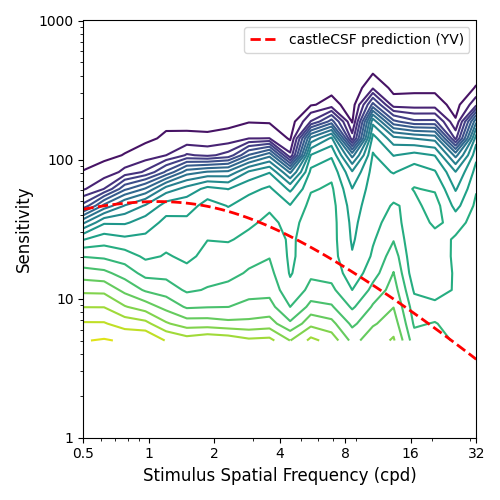 1000
castleCSF prediction (YV)
100
10
1
Sensitivity
0.5 1 2 4 8 16 32
Stimulus Spatial Frequency (cpd)